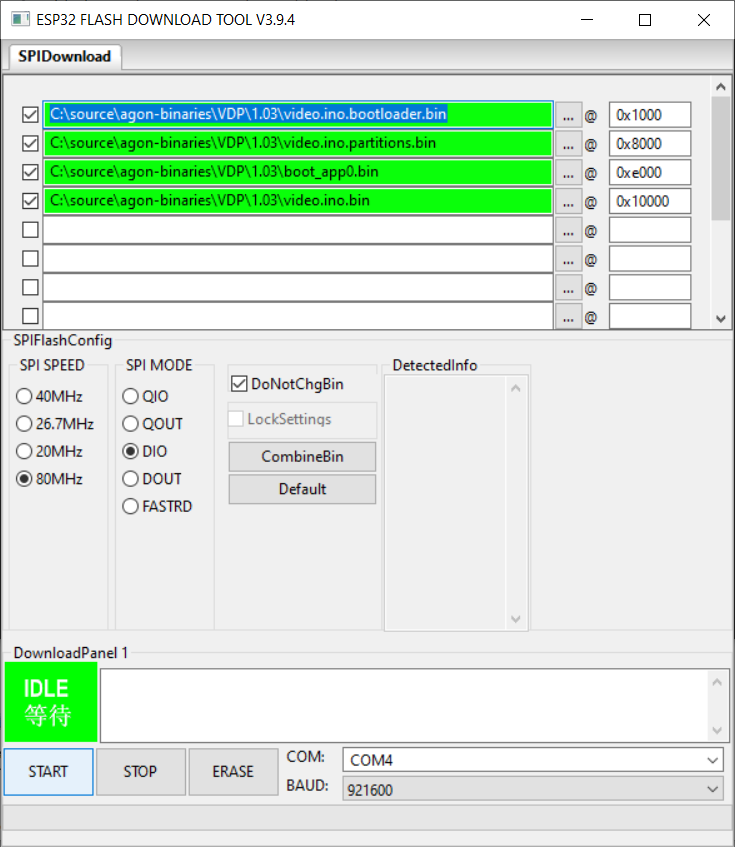 ESP32 FLASH DOWNLOAD TOOL V3.9.4
SPIDownload
C:\source\agon-binaries\VDP\1.03\video.ino.bootloader.bin ... @ 0x1000
C:\source\agon-binaries\VDP\1.03\video.ino.partitions.bin ... @ 0x8000
C:\source\agon-binaries\VDP\1.03\boot_app0.bin ... @ 0xe000
C:\source\agon-binaries\VDP\1.03\video.ino.bin ... @ 0x10000
... @
... @
... @
... @
SPIFlashConfig
SPI SPEED
40MHz
26.7MHz
20MHz
80MHz
SPI MODE
QIO
QOUT
DIO
DOUT
FASTRD
DoNotChgBin
LockSettings
CombineBin
Default
DetectedInfo
DownloadPanel 1
IDLE
等待
START
STOP
ERASE
COM: COM4
BAUD: 921600